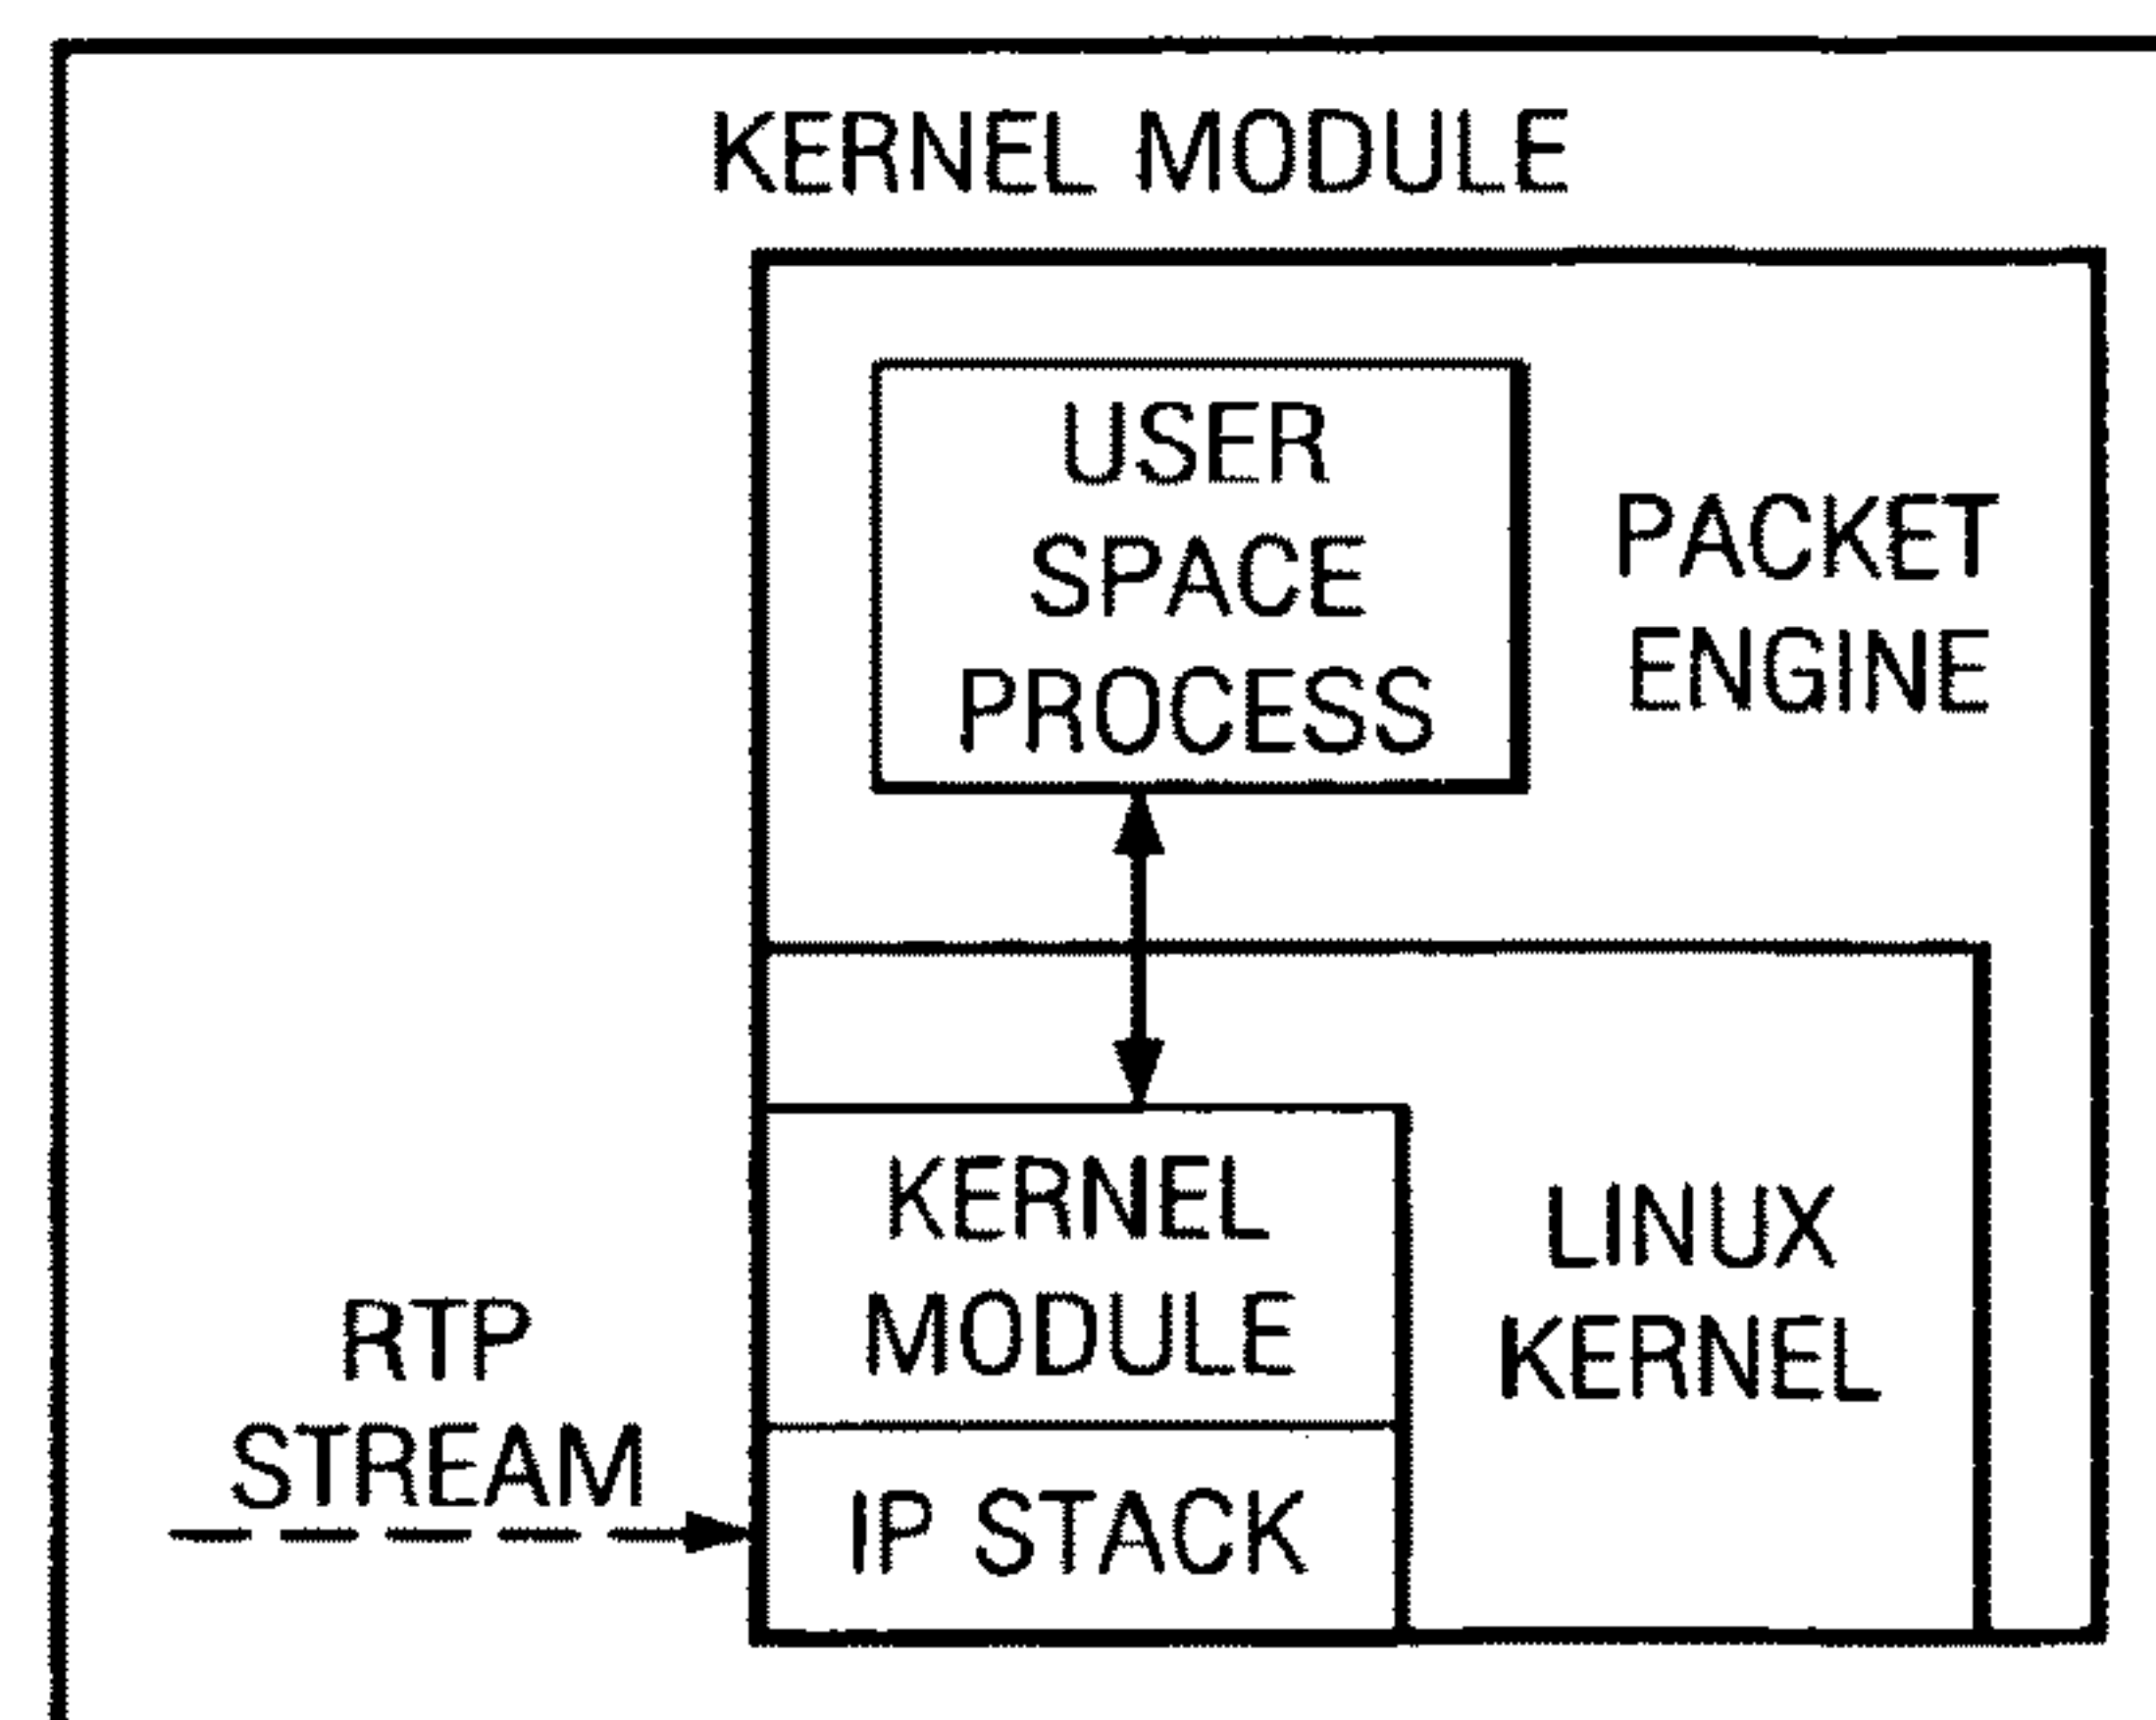 KERNEL MODULE
USER
SPACE
PROCESS
PACKET
ENGINE
KERNEL
MODULE
LINUX
KERNEL
RTP
STREAM
IP STACK